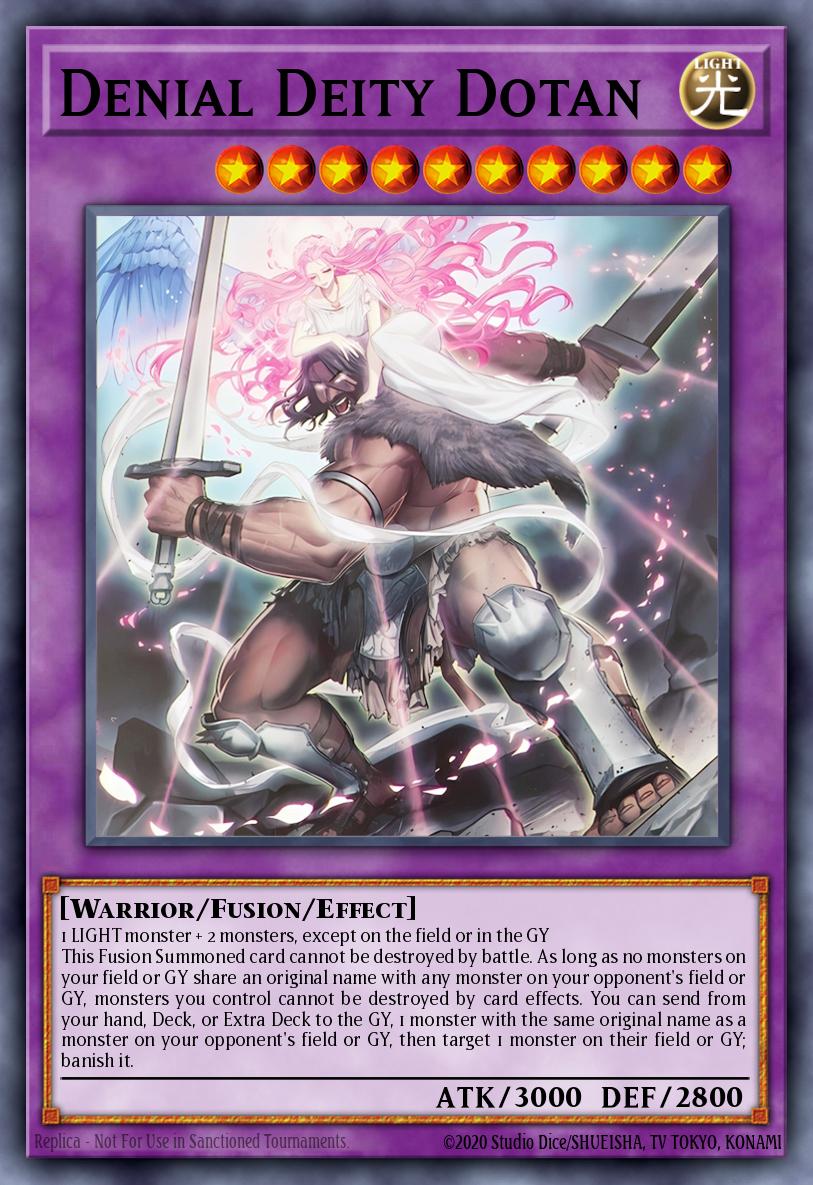 Denial Deity Dotan
LIGHT
光
[Warrior/Fusion/Effect]
1 LIGHT monster + 2 monsters, except on the field or in the GY
This Fusion Summoned card cannot be destroyed by battle. As long as no monsters on
your field or GY share an original name with any monster on your opponent's field or
GY, monsters you control cannot be destroyed by card effects. You can send from
your hand, Deck, or Extra Deck to the GY, 1 monster with the same original name as a
monster on your opponent's field or GY, then target 1 monster on their field or GY;
banish it.
ATK/3000 DEF/2800
Replica - Not For Use in Sanctioned Tournaments.
©2020 Studio Dice/SHUEISHA, TV TOKYO, KONAMI